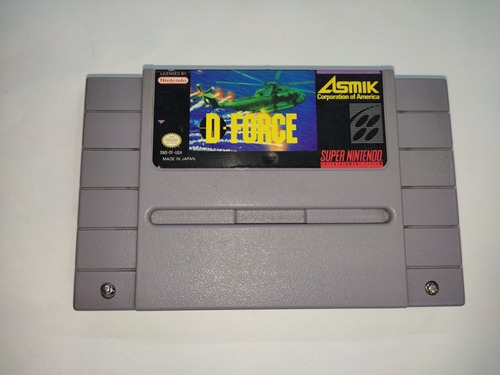 LICENSED BY
Nintendo
D·FORCE
SNS-DF-USA
MADE IN JAPAN
ASMIK
Corporation of America
SUPER NINTENDO